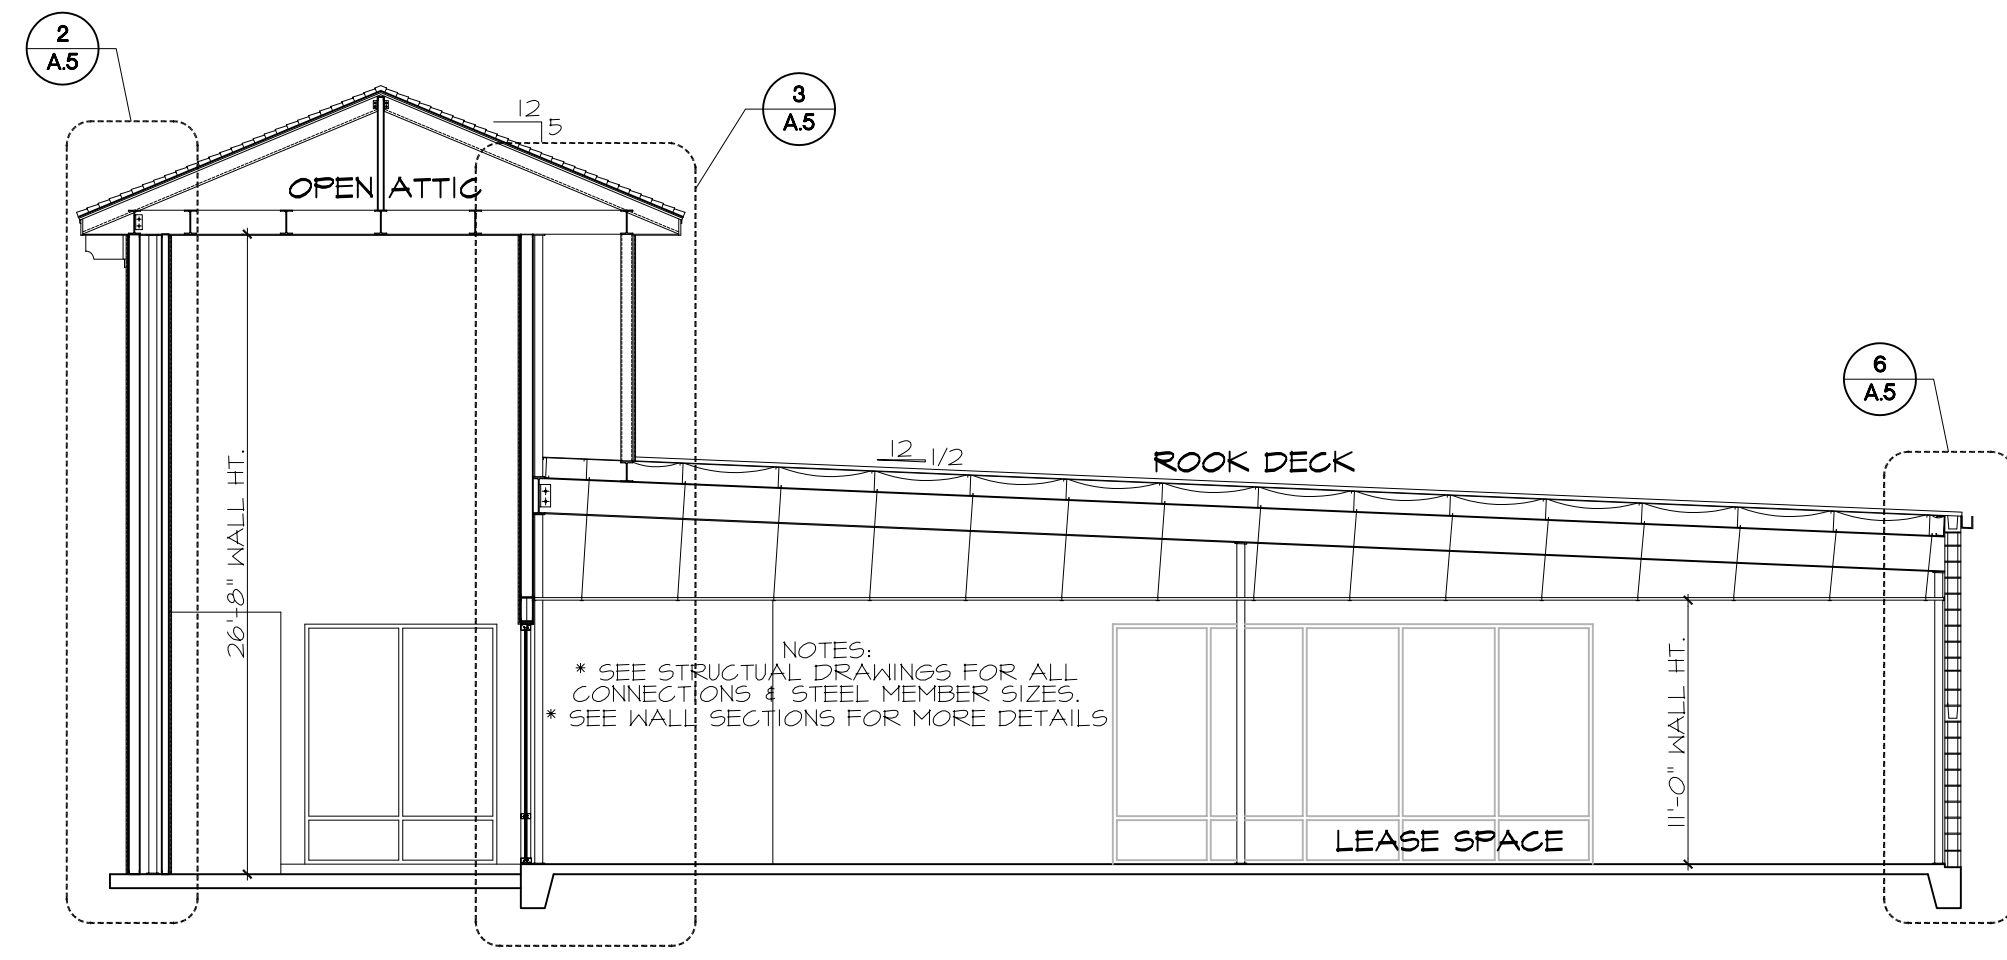 2
A.5
3
A.5
12
5
OPEN ATTIC
6
A.5
12
1/2
ROOK DECK
26'-8" WALL HT.
NOTES:
* SEE STRUCTUAL DRAWINGS FOR ALL
CONNECTIONS & STEEL MEMBER SIZES.
* SEE WALL SECTIONS FOR MORE DETAILS
11'-0" WALL HT.
LEASE SPACE